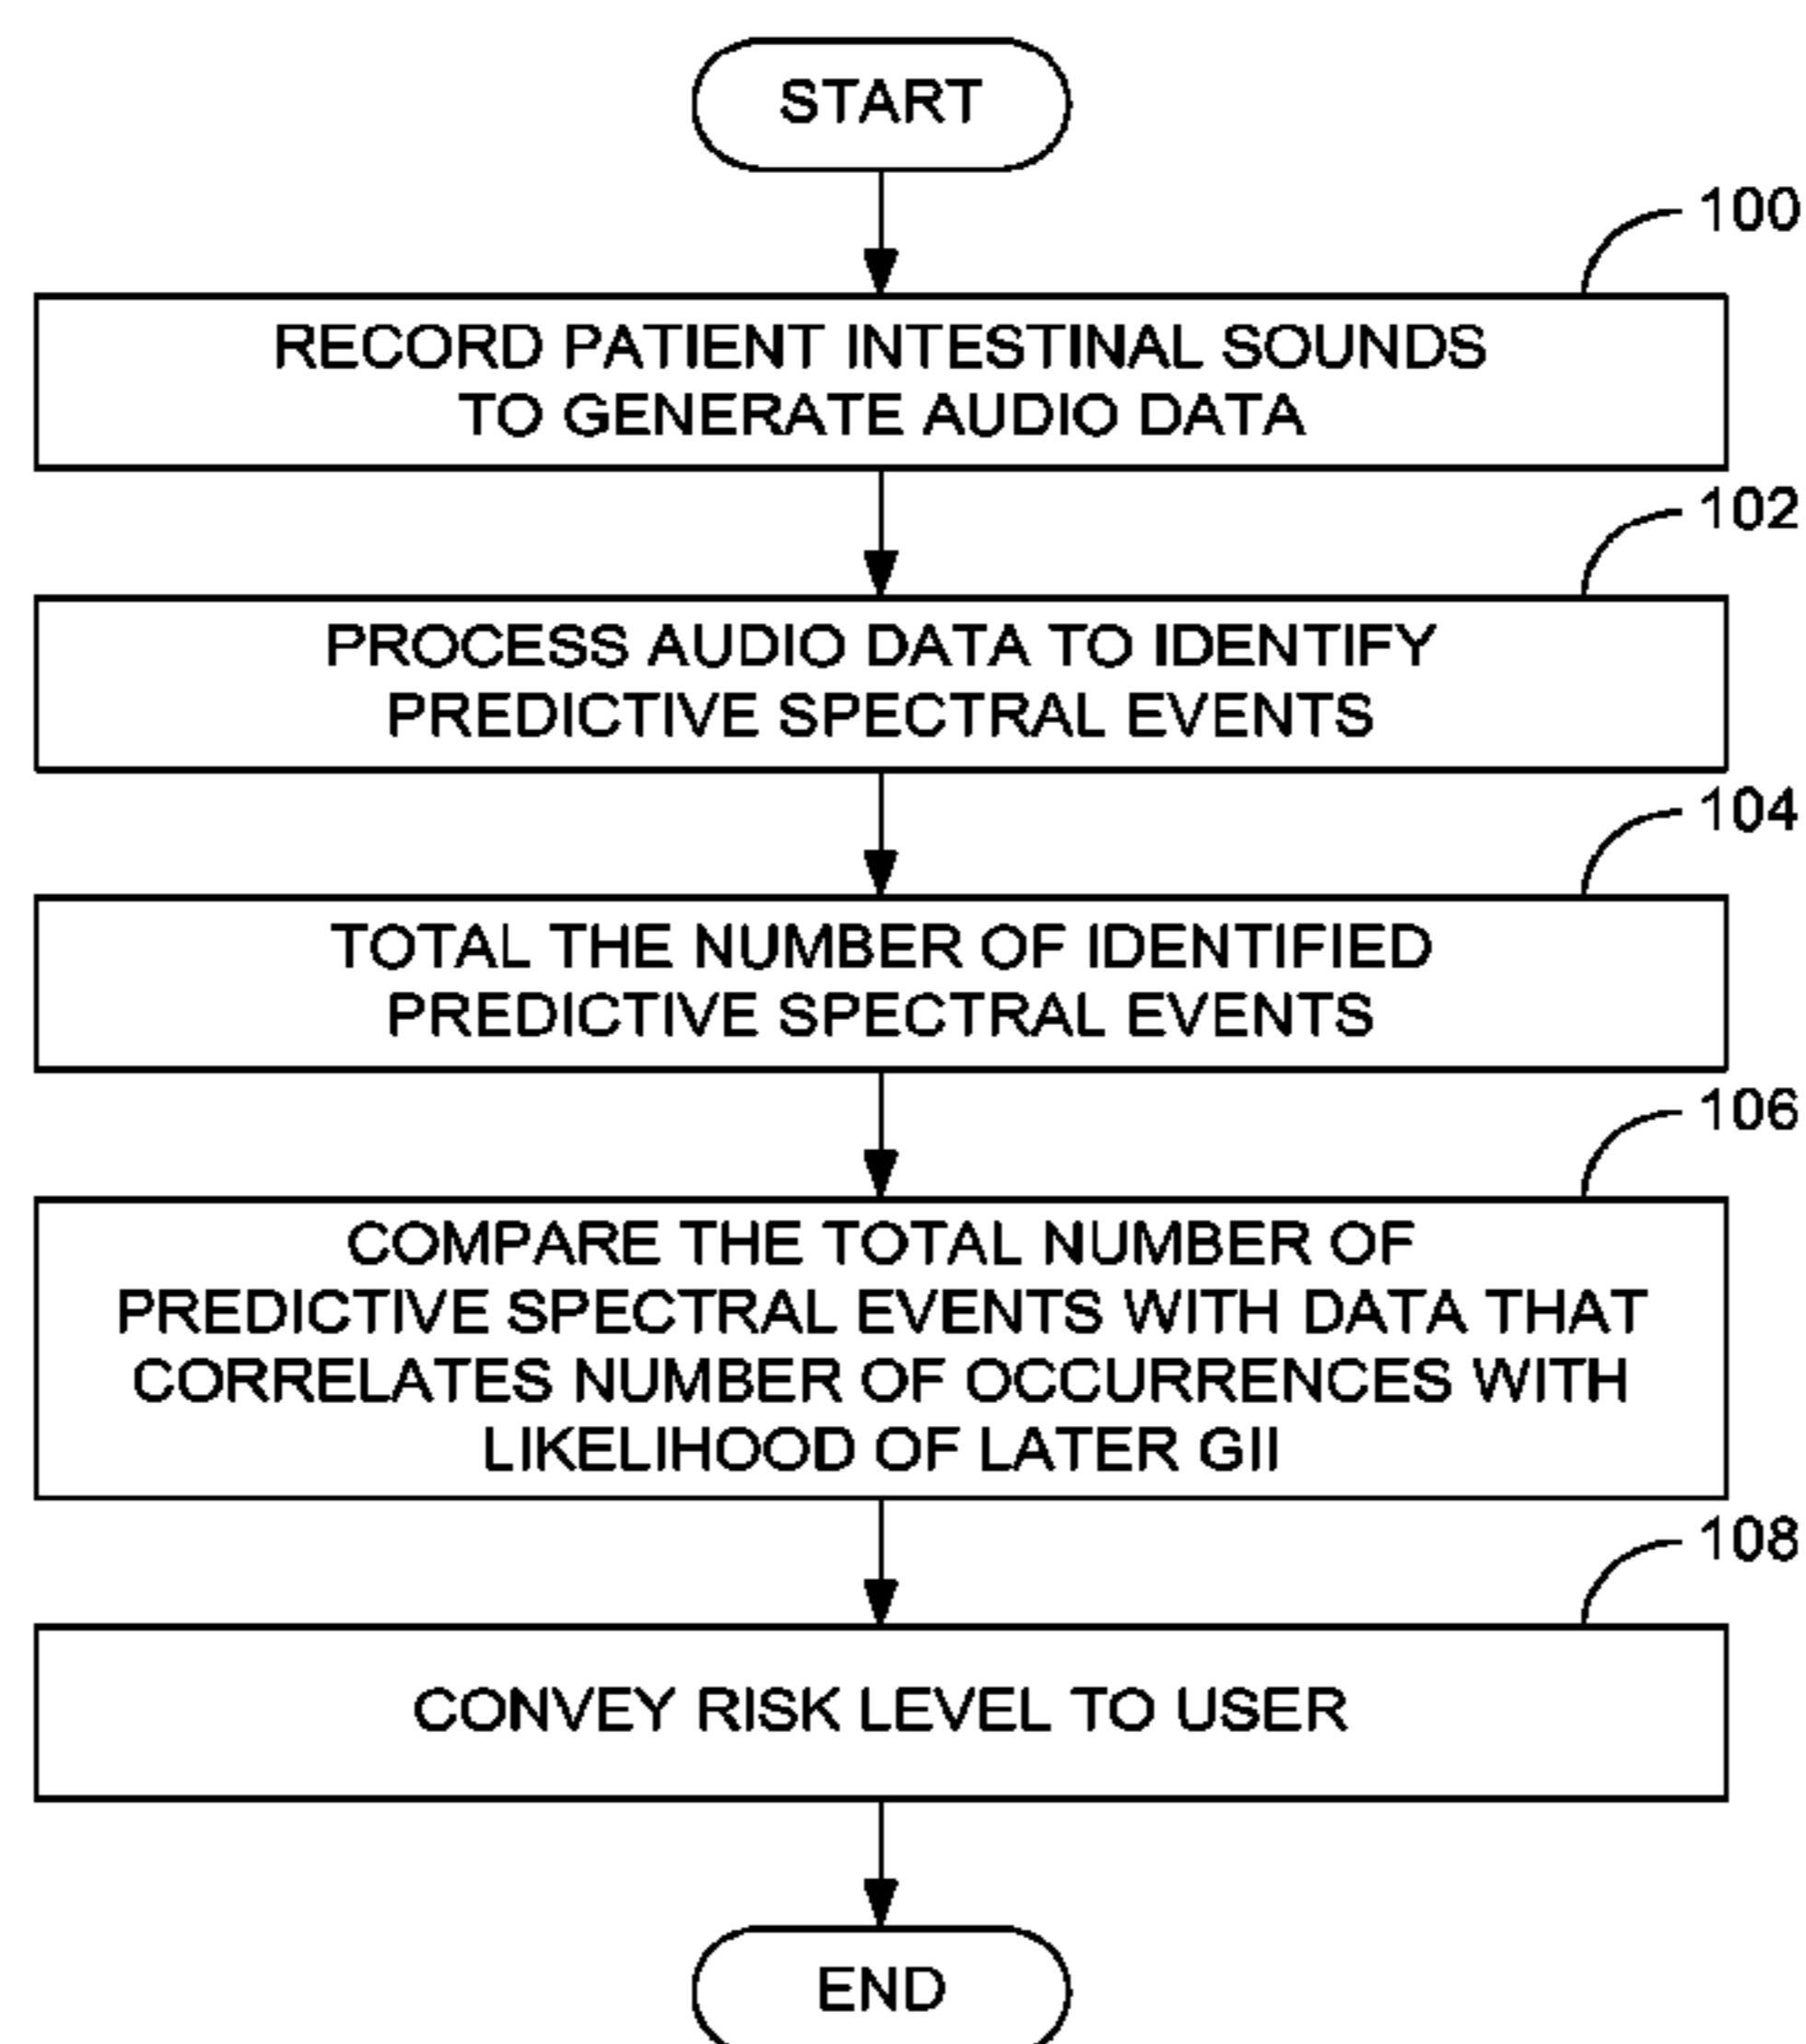 START
100
RECORD PATIENT INTESTINAL SOUNDS
TO GENERATE AUDIO DATA
102
PROCESS AUDIO DATA TO IDENTIFY
PREDICTIVE SPECTRAL EVENTS
104
TOTAL THE NUMBER OF IDENTIFIED
PREDICTIVE SPECTRAL EVENTS
106
COMPARE THE TOTAL NUMBER OF
PREDICTIVE SPECTRAL EVENTS WITH DATA THAT
CORRELATES NUMBER OF OCCURRENCES WITH
LIKELIHOOD OF LATER GII
108
CONVEY RISK LEVEL TO USER
END